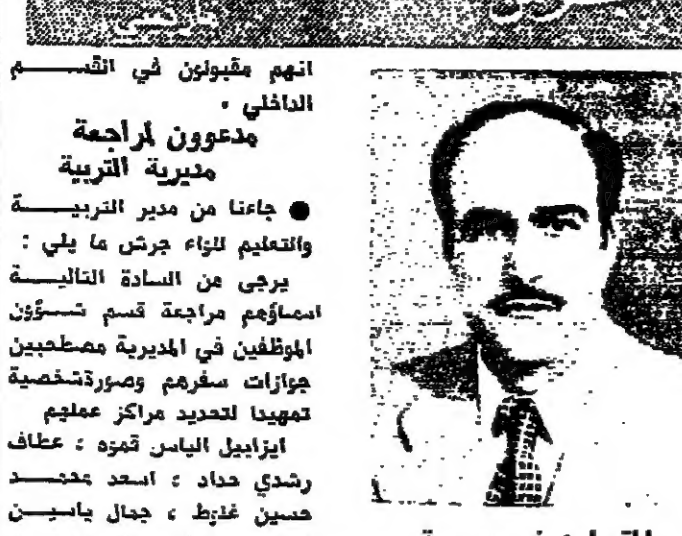 انهم مقبولون في القسم
الداخلي .
مدعوون لمراجعة
مديرية التربية
● جاءنا من مدير التربية
والتعليم للواء جرش ما يلي :
يرجى من السادة التالية
اسماؤهم مراجعة قسم شؤون
الموظفين في المديرية مصطحبين
جوازات سفرهم وصورة شخصية
تمهيدا لتحديد مراكز عملهم
ايزابيل الياس قمزه ، عطاف
رشدي حداد ، اسعد محمد
حسين غليط ، جمال ياسين